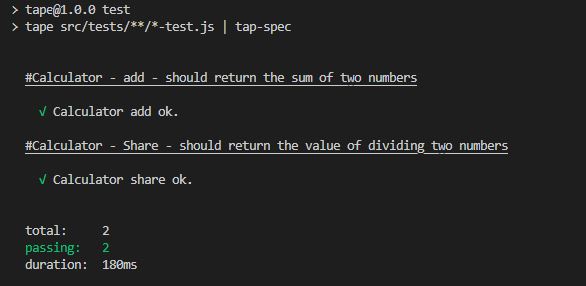 > tape@1.0.0 test
> tape src/tests/**/*-test.js | tap-spec
#Calculator - add - should return the sum of two numbers
√ Calculator add ok.
#Calculator - Share - should return the value of dividing two numbers
√ Calculator share ok.
total: 2
passing: 2
duration: 180ms